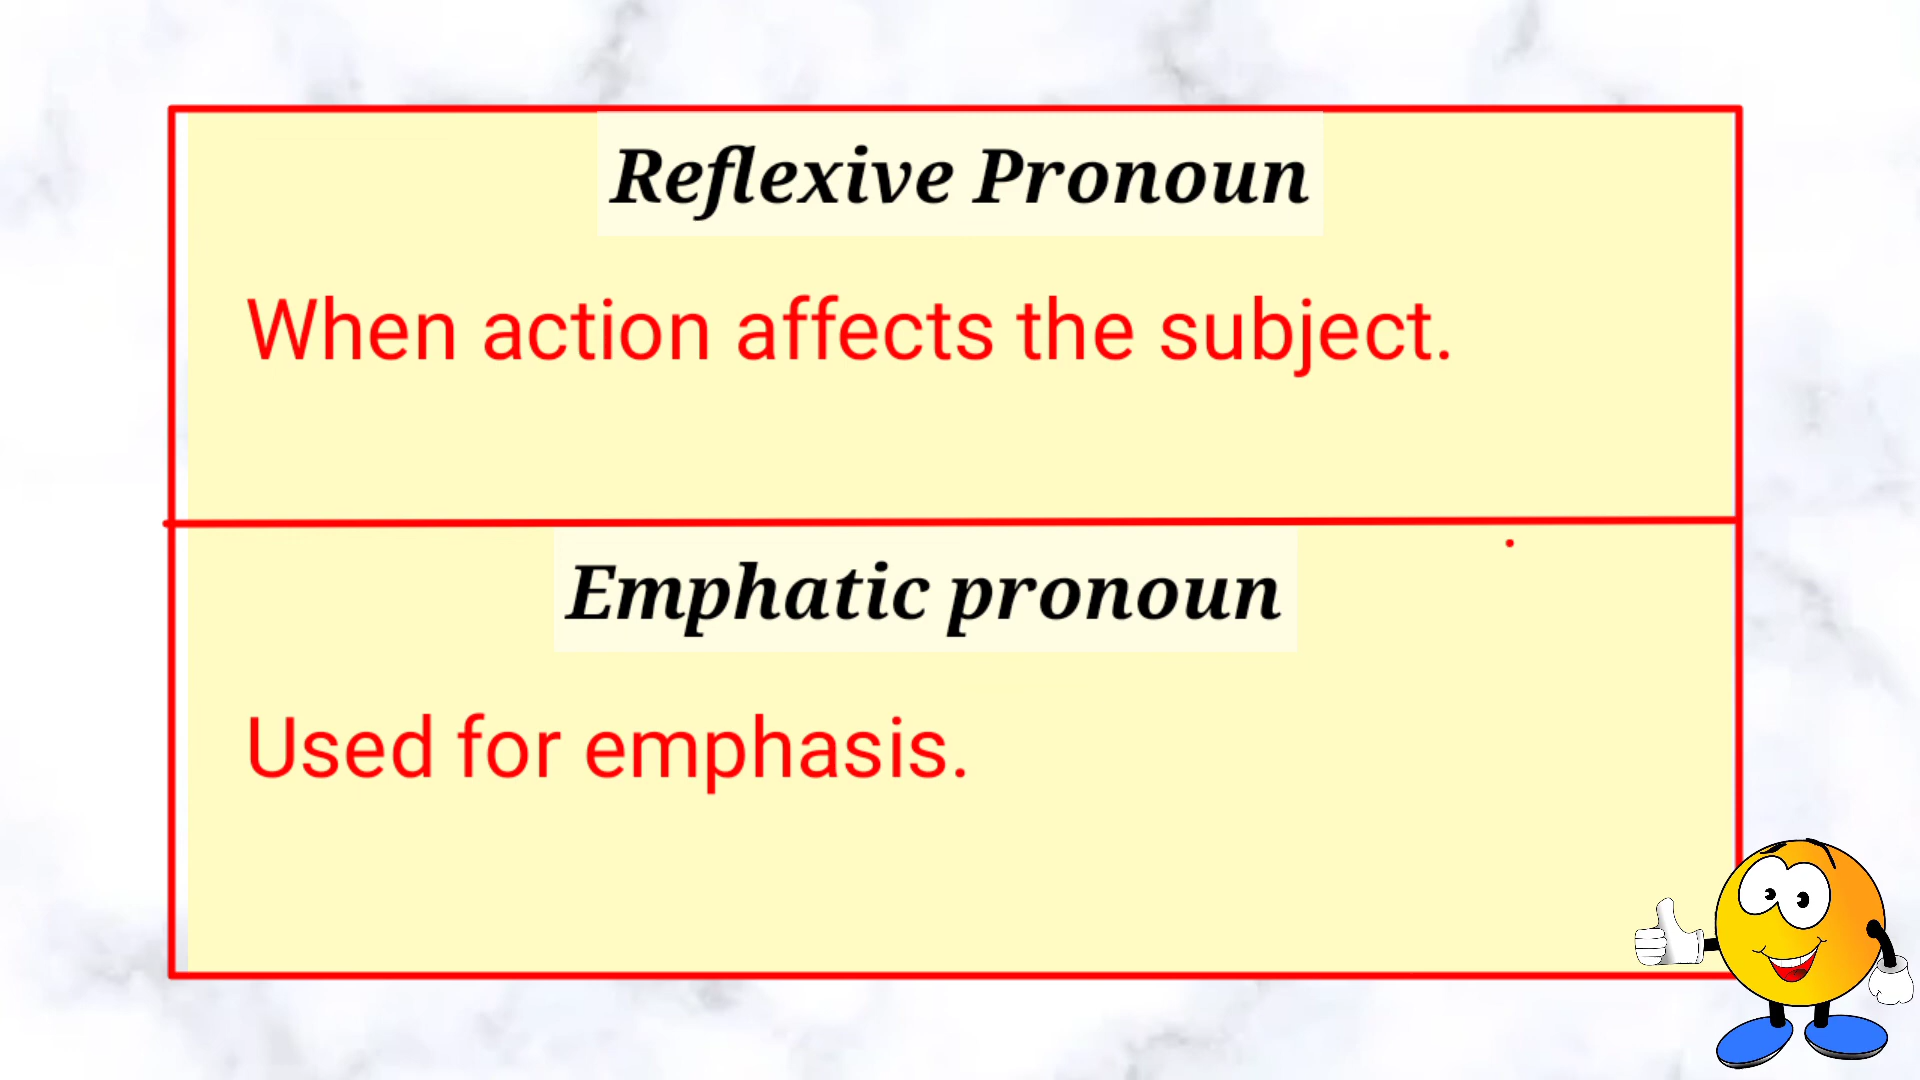 Reflexive Pronoun
When action affects the subject.
Emphatic pronoun
Used for emphasis.